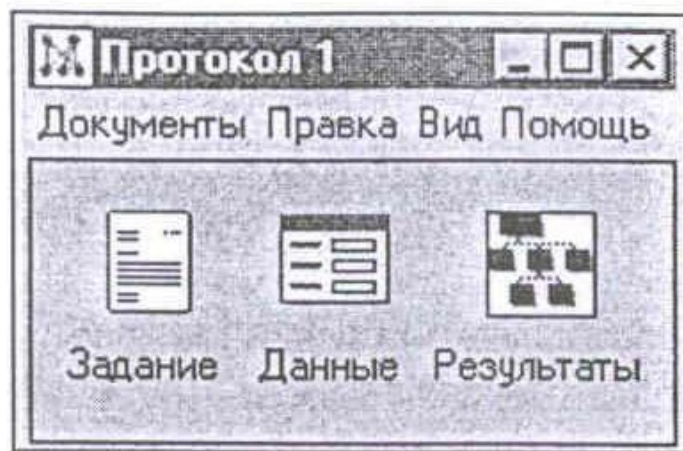 Протокол 1
Документы Правка Вид Помощь
Задание Данные Результаты